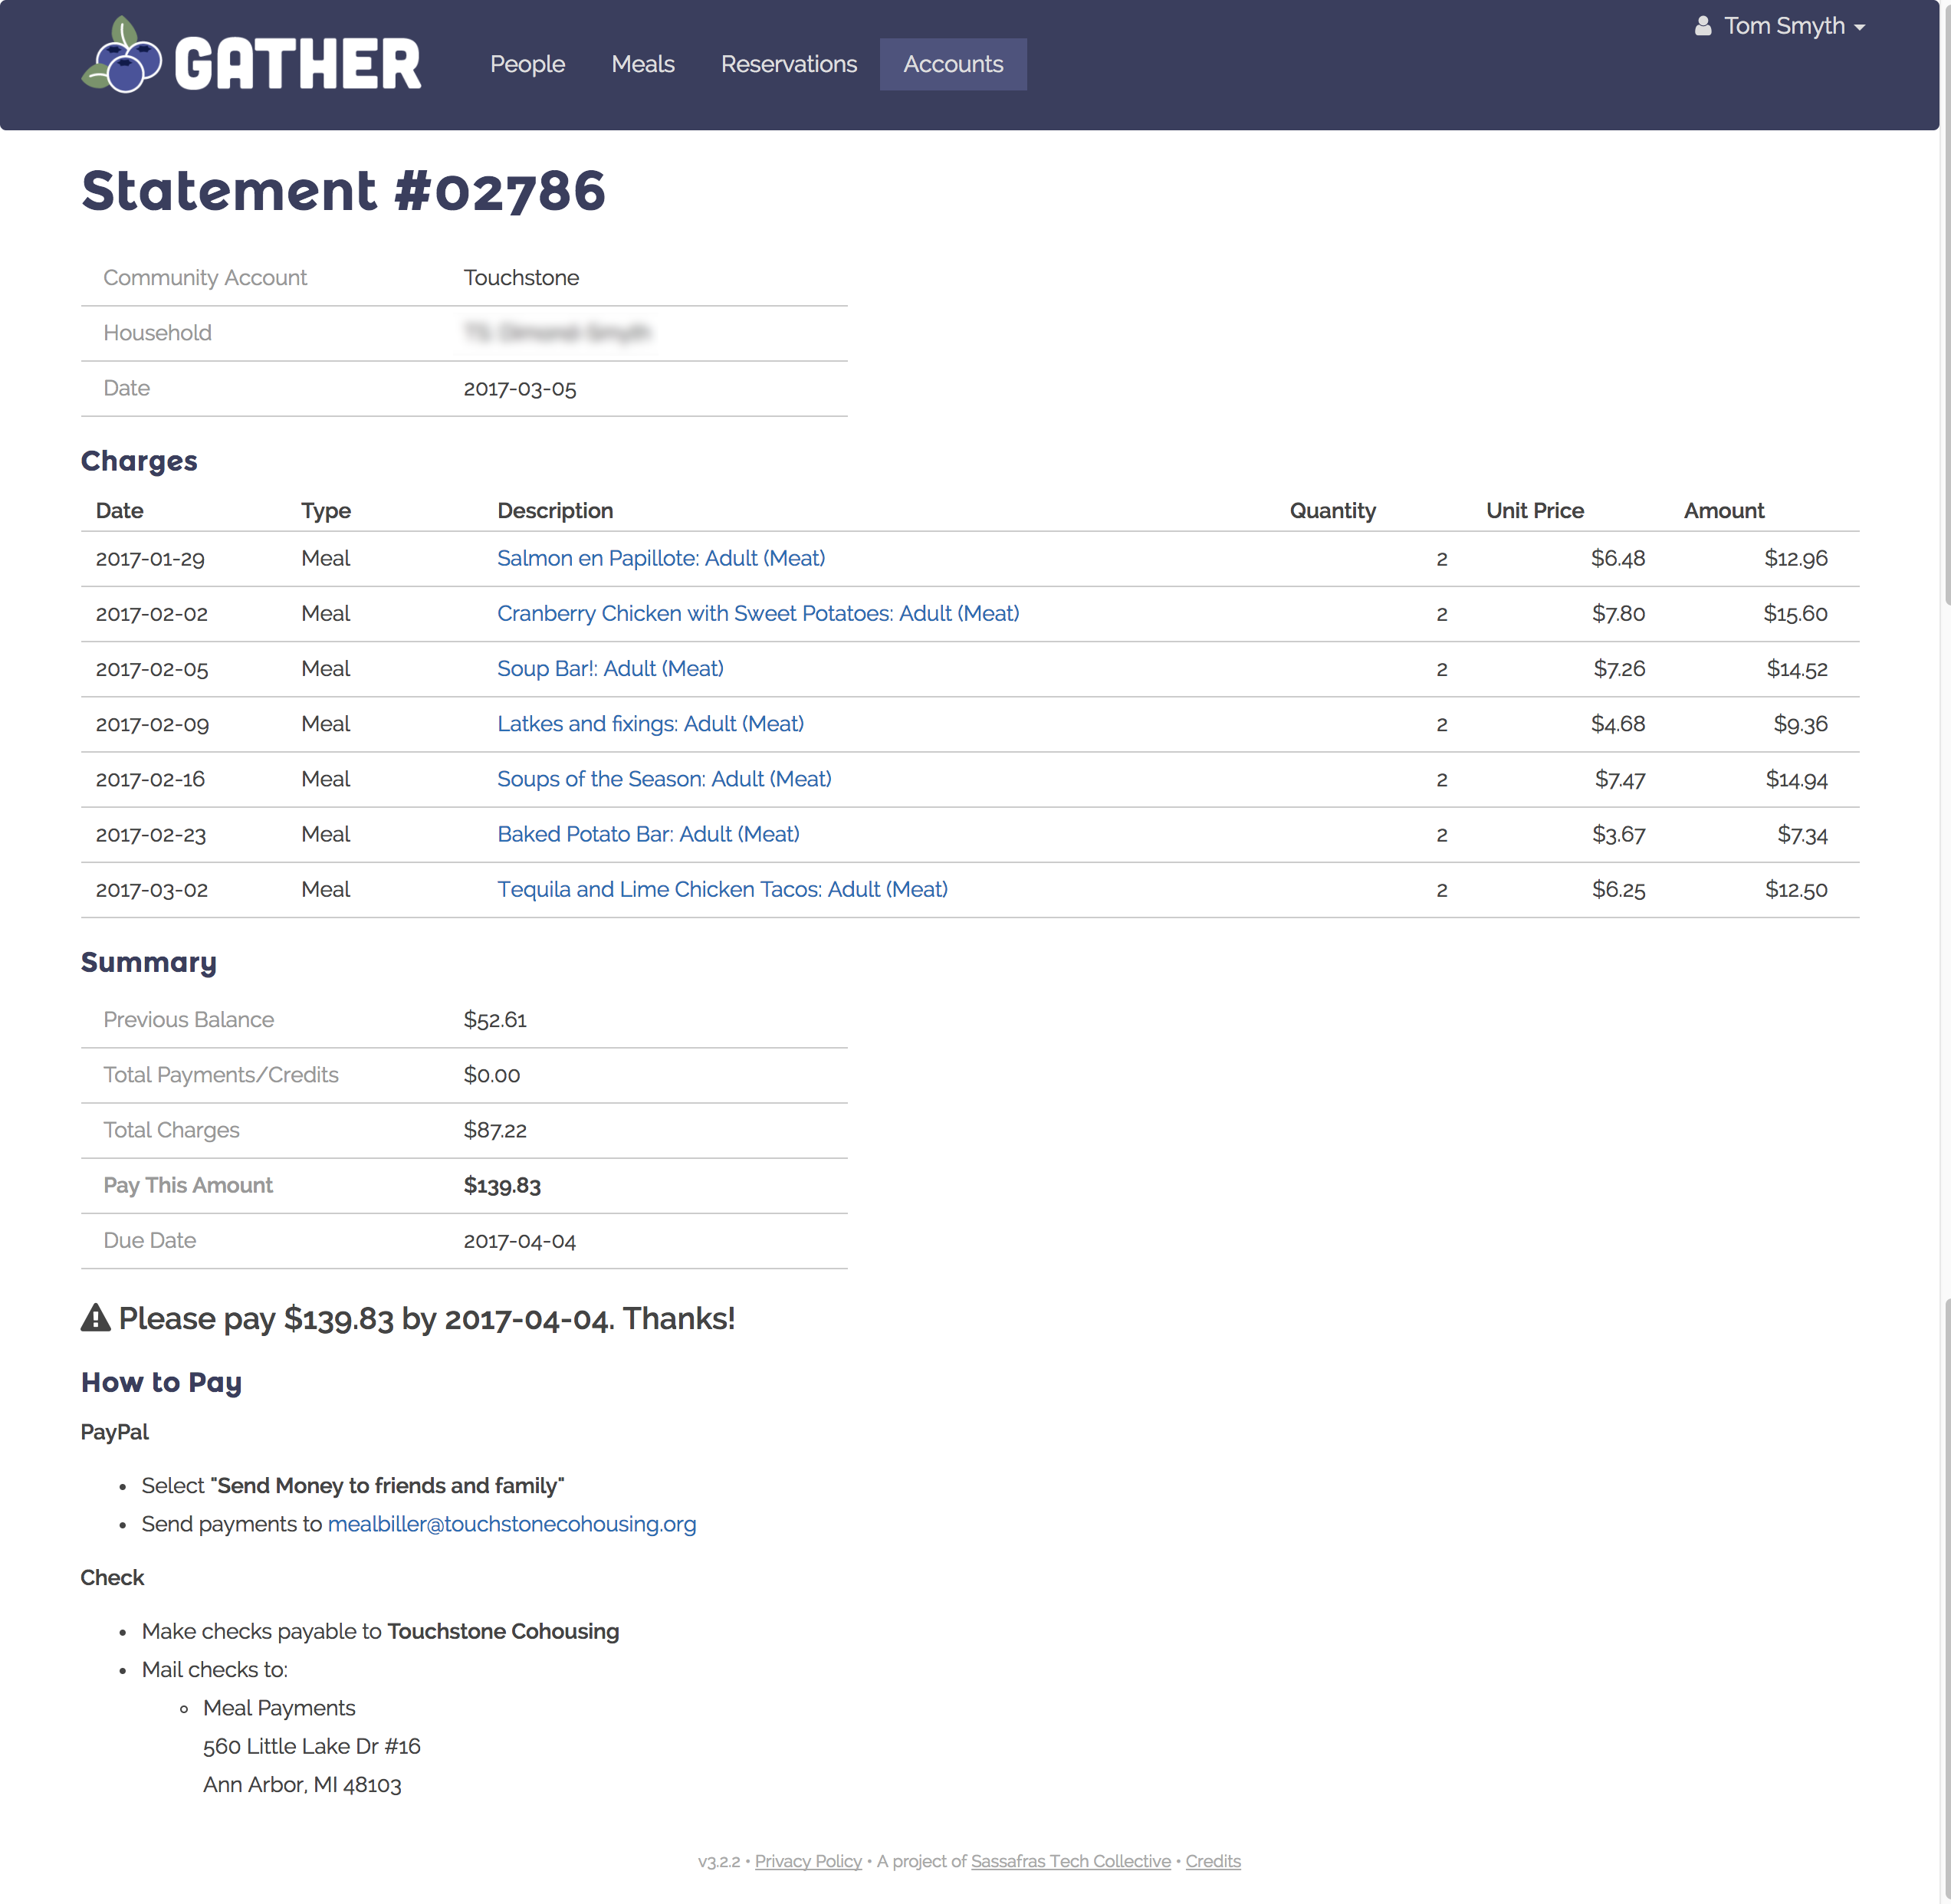 GATHER People Meals Reservations Accounts Tom Smyth
Statement #02786
Community Account Touchstone
Household
Date 2017-03-05
Charges
Date Type Description Quantity Unit Price Amount
2017-01-29 Meal Salmon en Papillote: Adult (Meat) 2 $6.48 $12.96
2017-02-02 Meal Cranberry Chicken with Sweet Potatoes: Adult (Meat) 2 $7.80 $15.60
2017-02-05 Meal Soup Bar!: Adult (Meat) 2 $7.26 $14.52
2017-02-09 Meal Latkes and fixings: Adult (Meat) 2 $4.68 $9.36
2017-02-16 Meal Soups of the Season: Adult (Meat) 2 $7.47 $14.94
2017-02-23 Meal Baked Potato Bar: Adult (Meat) 2 $3.67 $7.34
2017-03-02 Meal Tequila and Lime Chicken Tacos: Adult (Meat) 2 $6.25 $12.50
Summary
Previous Balance $52.61
Total Payments/Credits $0.00
Total Charges $87.22
Pay This Amount $139.83
Due Date 2017-04-04
Please pay $139.83 by 2017-04-04. Thanks!
How to Pay
PayPal
• Select "Send Money to friends and family"
• Send payments to mealbiller@touchstonecohousing.org
Check
• Make checks payable to Touchstone Cohousing
• Mail checks to:
◦ Meal Payments
560 Little Lake Dr #16
Ann Arbor, MI 48103
v3.2.2 • Privacy Policy • A project of Sassafras Tech Collective • Credits